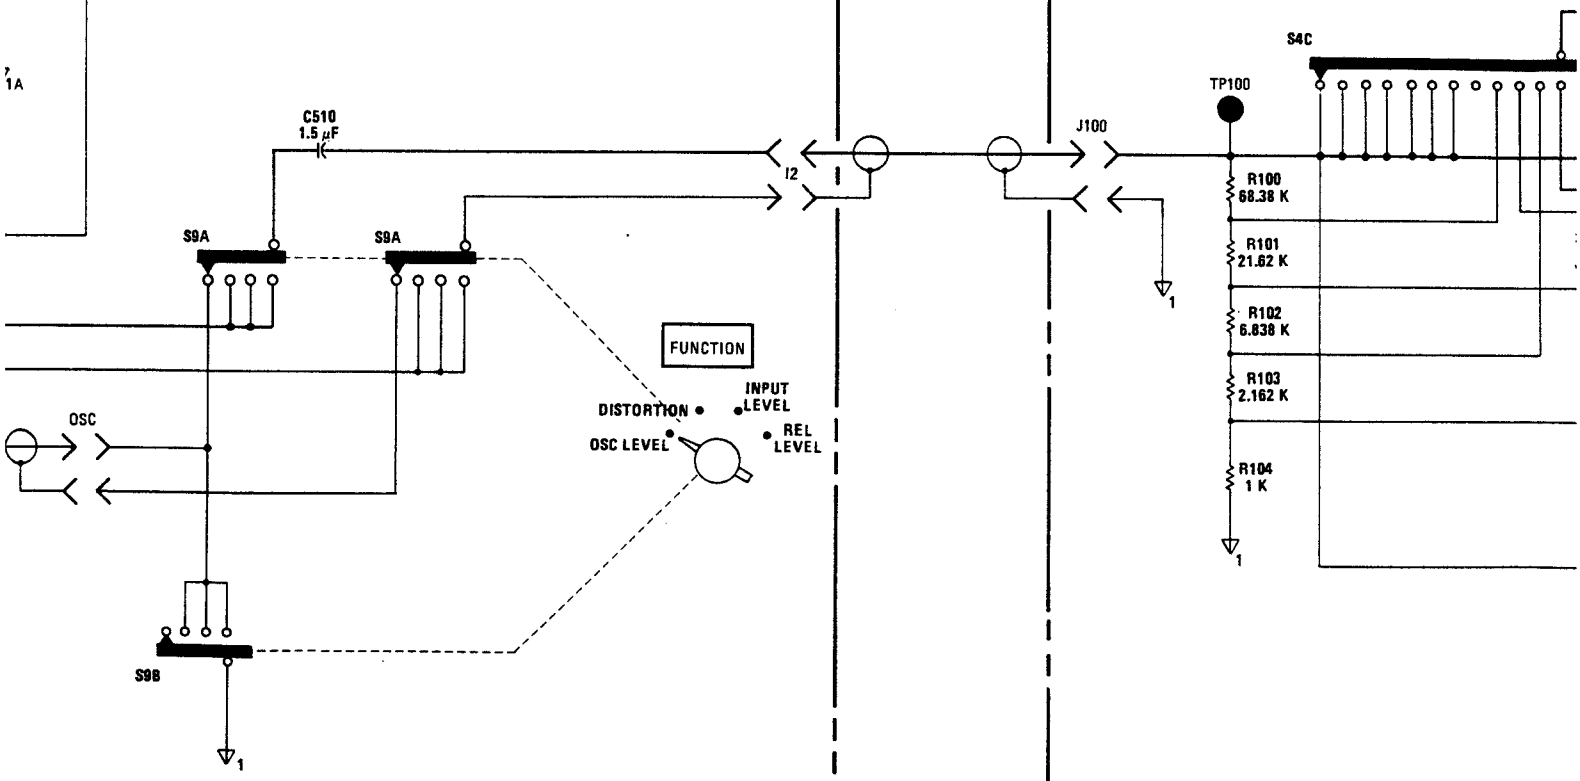 S4C
1A
TP100
C510
1.5 µF
J100
R100
68.38 K
S9A
S9A
R101
21.62 K
1
R102
6.838 K
FUNCTION
INPUT
LEVEL
DISTORTION
R103
2.162 K
OSC
REL
LEVEL
OSC LEVEL
R104
1 K
1
S9B
1